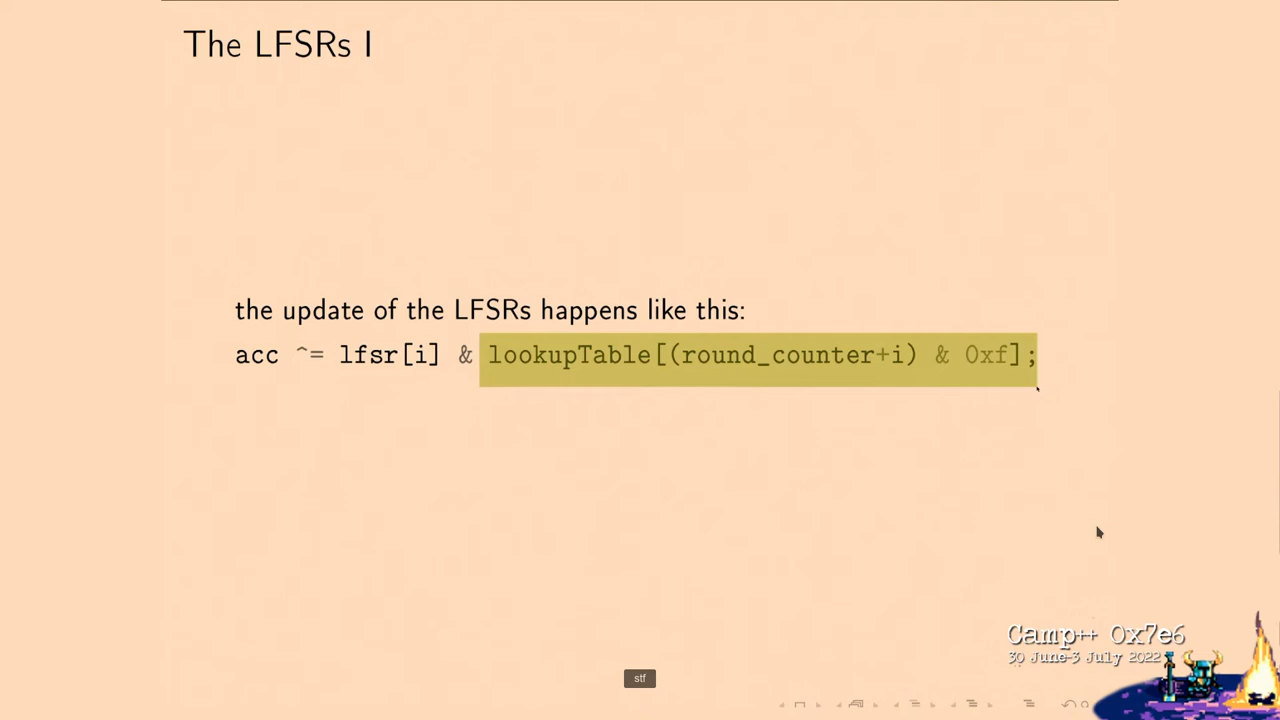 The LFSRs I
the update of the LFSRs happens like this:
acc ^= lfsr[i] & lookupTable[(round_counter+i) & 0xf];
Camp++ 0x7e6
30 June-3 July 2022
stf